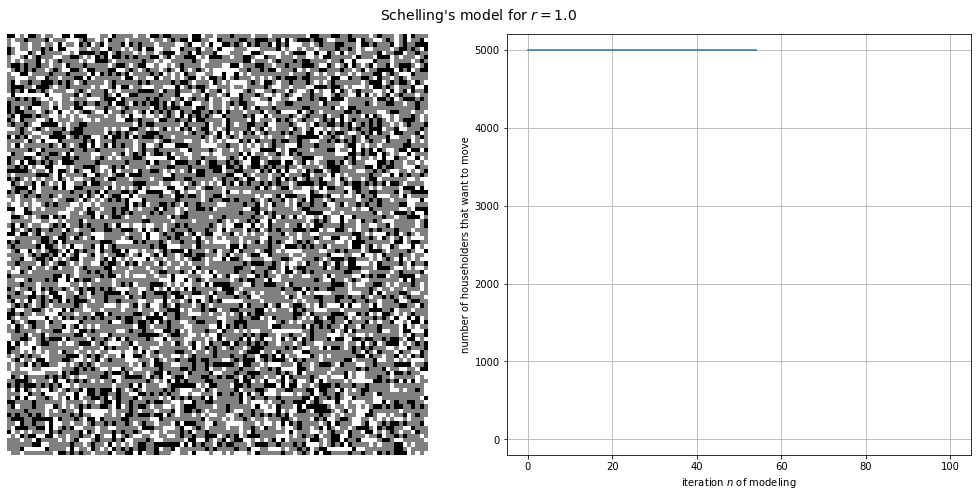 Schelling's model for r = 1.0
number of householders that want to move
5000
4000
3000
2000
1000
0
0 20 40 60 80 100
iteration n of modeling